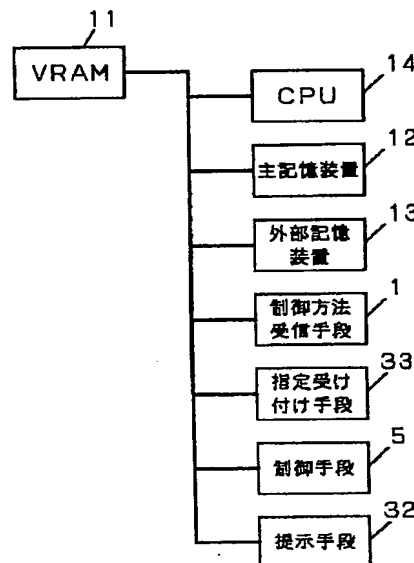 11
VRAM
14
CPU
12
主記憶装置
13
外部記憶
装置
1
制御方法
受信手段
33
指定受け
付け手段
5
制御手段
32
提示手段